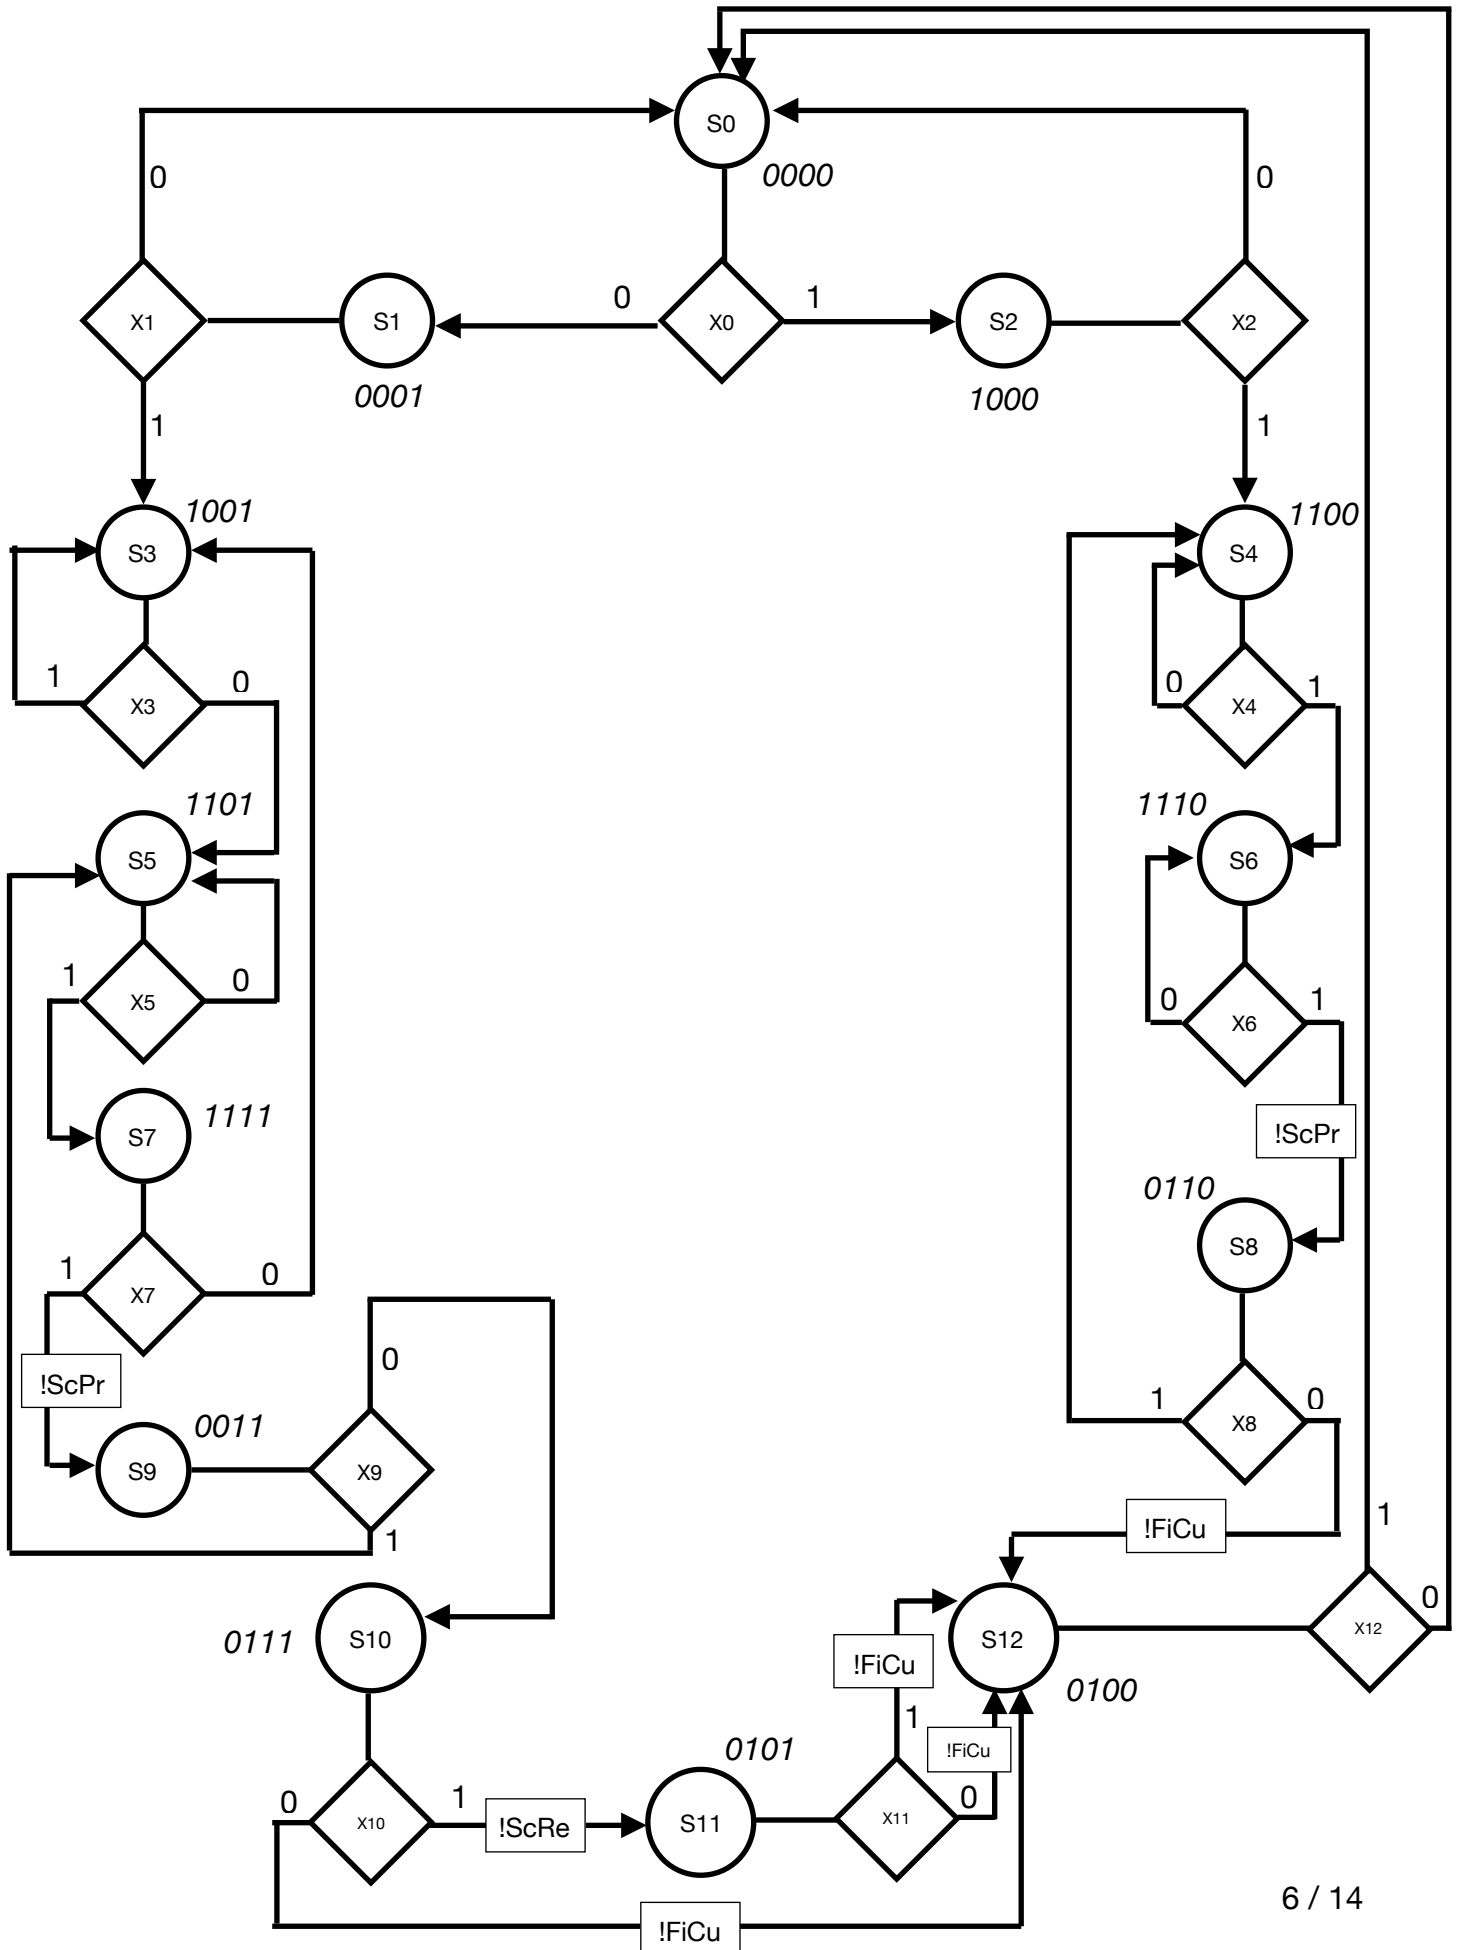 S0
0000
0
0
X1
S1
0
X0
1
S2
X2
0001
1000
1
1
1001
1100
S3
S4
1
0
0
1
X3
X4
1101
1110
S5
S6
1
0
0
1
X5
X6
S7
1111
!ScPr
0110
S8
1
0
X7
0
!ScPr
1
0
X8
0011
S9
X9
1
!FiCu
1
0
S10
S12
X12
0111
!FiCu
0100
1
!FiCu
0101
0
1
0
X10
!ScRe
S11
X11
!FiCu
6 / 14